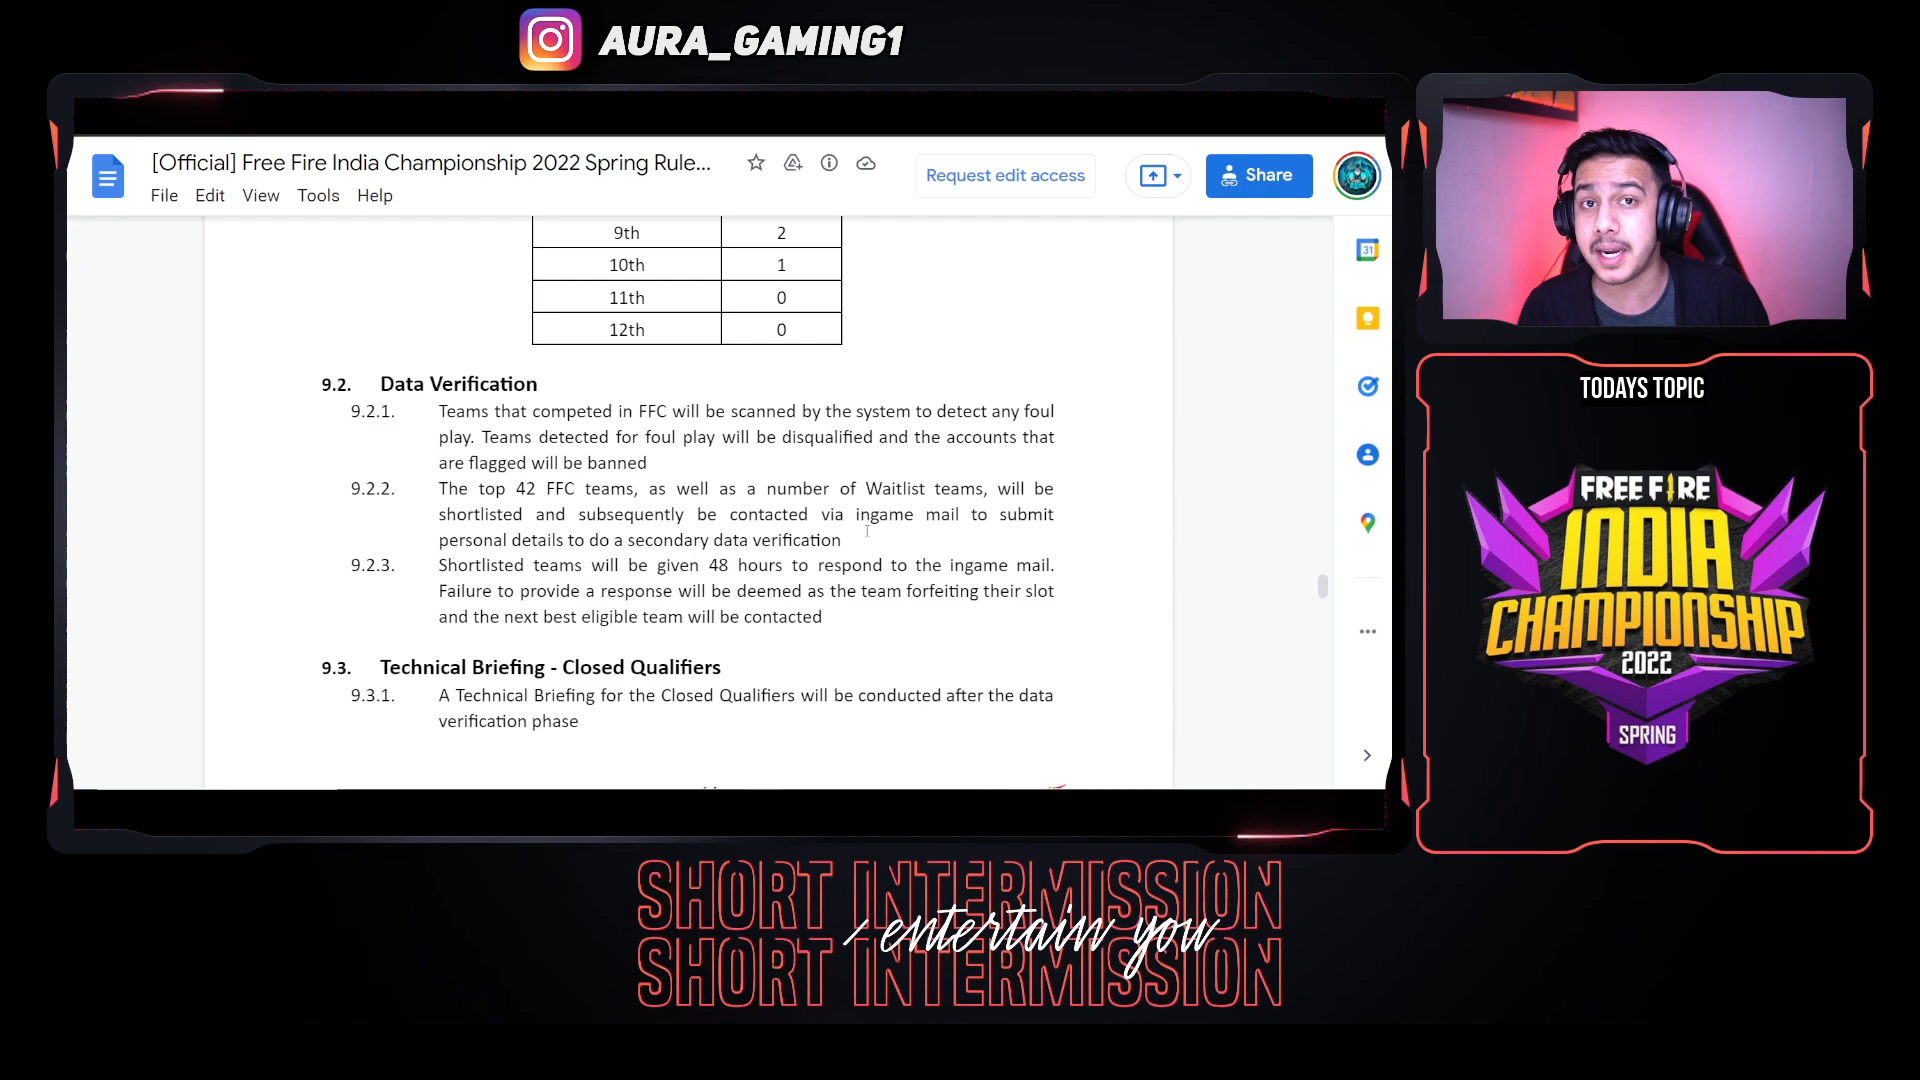 AURA_GAMING1
[Official] Free Fire India Championship 2022 Spring Rule...
Request edit access
Share
File Edit View Tools Help
9th 2
10th 1
11th 0
12th 0
9.2. Data Verification
9.2.1. Teams that competed in FFC will be scanned by the system to detect any foul
play. Teams detected for foul play will be disqualified and the accounts that
are flagged will be banned
9.2.2. The top 42 FFC teams, as well as a number of Waitlist teams, will be
shortlisted and subsequently be contacted via ingame mail to submit
personal details to do a secondary data verification
9.2.3. Shortlisted teams will be given 48 hours to respond to the ingame mail.
Failure to provide a response will be deemed as the team forfeiting their slot
and the next best eligible team will be contacted
9.3. Technical Briefing - Closed Qualifiers
9.3.1. A Technical Briefing for the Closed Qualifiers will be conducted after the data
verification phase
31
TODAYS TOPIC
FREE FIRE
INDIA
CHAMPIONSHIP
2022
SPRING
SHORT INTERMISSION
entertain you
SHORT INTERMISSION